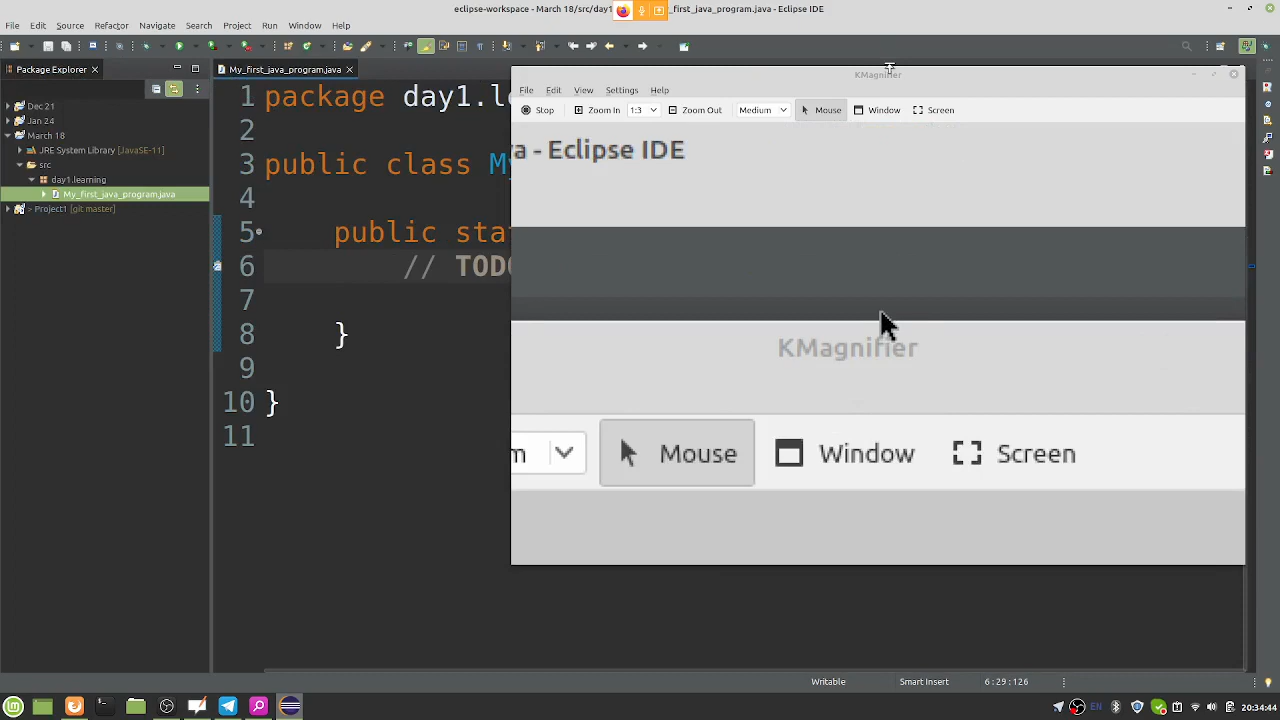 eclipse-workspace - March 18/src/day1 _first_java_program.java - Eclipse IDE
File Edit Source Refactor Navigate Search Project Run Window Help
Package Explorer
My_first_java_program.java
Dec21
Jan 24
March 18
JRE System Library [JavaSE-11]
src
day1.learning
My_first_java_program.java
> Project1 [git master]
1 package day1.l
2
3 public class M
4
5 public sta
6 // TODO
7
8 }
9
10 }
11
KMagnifier
File Edit View Settings Help
Stop Zoom In 1:3 Zoom Out Medium Mouse Window Screen
a - Eclipse IDE
KMagnifier
m Mouse Window Screen
Writable Smart Insert 6 : 29 : 126
EN 20:34:44